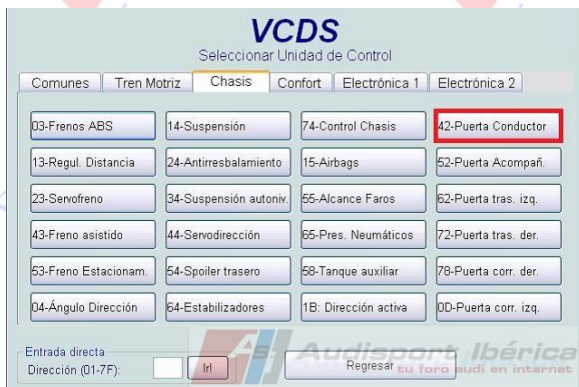 VCDS
Seleccionar Unidad de Control
Comunes Tren Motriz Chasis Confort Electrónica 1 Electrónica 2
03-Frenos ABS 14-Suspensión 74-Control Chasis 42-Puerta Conductor
13-Regul. Distancia 24-Antirresbalamiento 15-Airbags 52-Puerta Acompañ.
23-Servofreno 34-Suspensión autoniv. 55-Alcance Faros 62-Puerta tras. izq.
43-Freno asistido 44-Servodirección 65-Pres. Neumáticos 72-Puerta tras. der.
53-Freno Estacionam. 54-Spoiler trasero 58-Tanque auxiliar 78-Puerta corr. der.
04-Ángulo Dirección 64-Estabilizadores 1B: Dirección activa 0D-Puerta corr. izq.
Entrada directa
Dirección (01-7F): Ir! Regresar
Audisport Ibérica
tu foro audi en internet